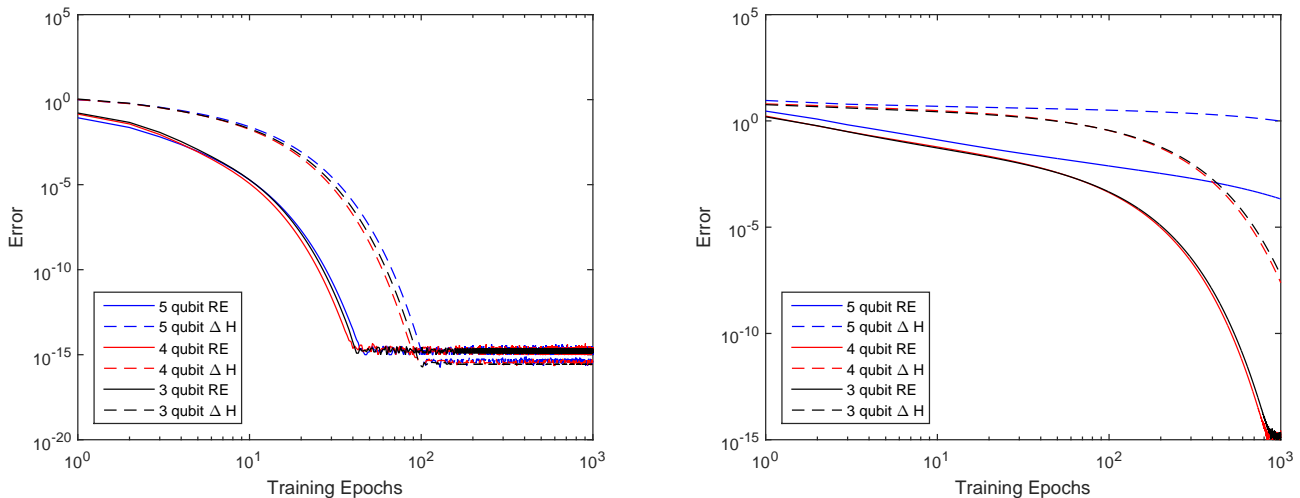 10^5
10^0
10^-5
10^-10
10^-15
10^-20
Error
5 qubit RE
5 qubit Δ H
4 qubit RE
4 qubit Δ H
3 qubit RE
3 qubit Δ H
10^0 10^1 10^2 10^3
Training Epochs
10^5
10^0
10^-5
10^-10
10^-15
Error
5 qubit RE
5 qubit Δ H
4 qubit RE
4 qubit Δ H
3 qubit RE
3 qubit Δ H
10^0 10^1 10^2 10^3
Training Epochs